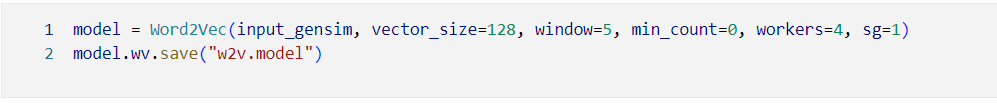 1 model = Word2Vec(input_gensim, vector_size=128, window=5, min_count=0, workers=4, sg=1)
2 model.wv.save("w2v.model")